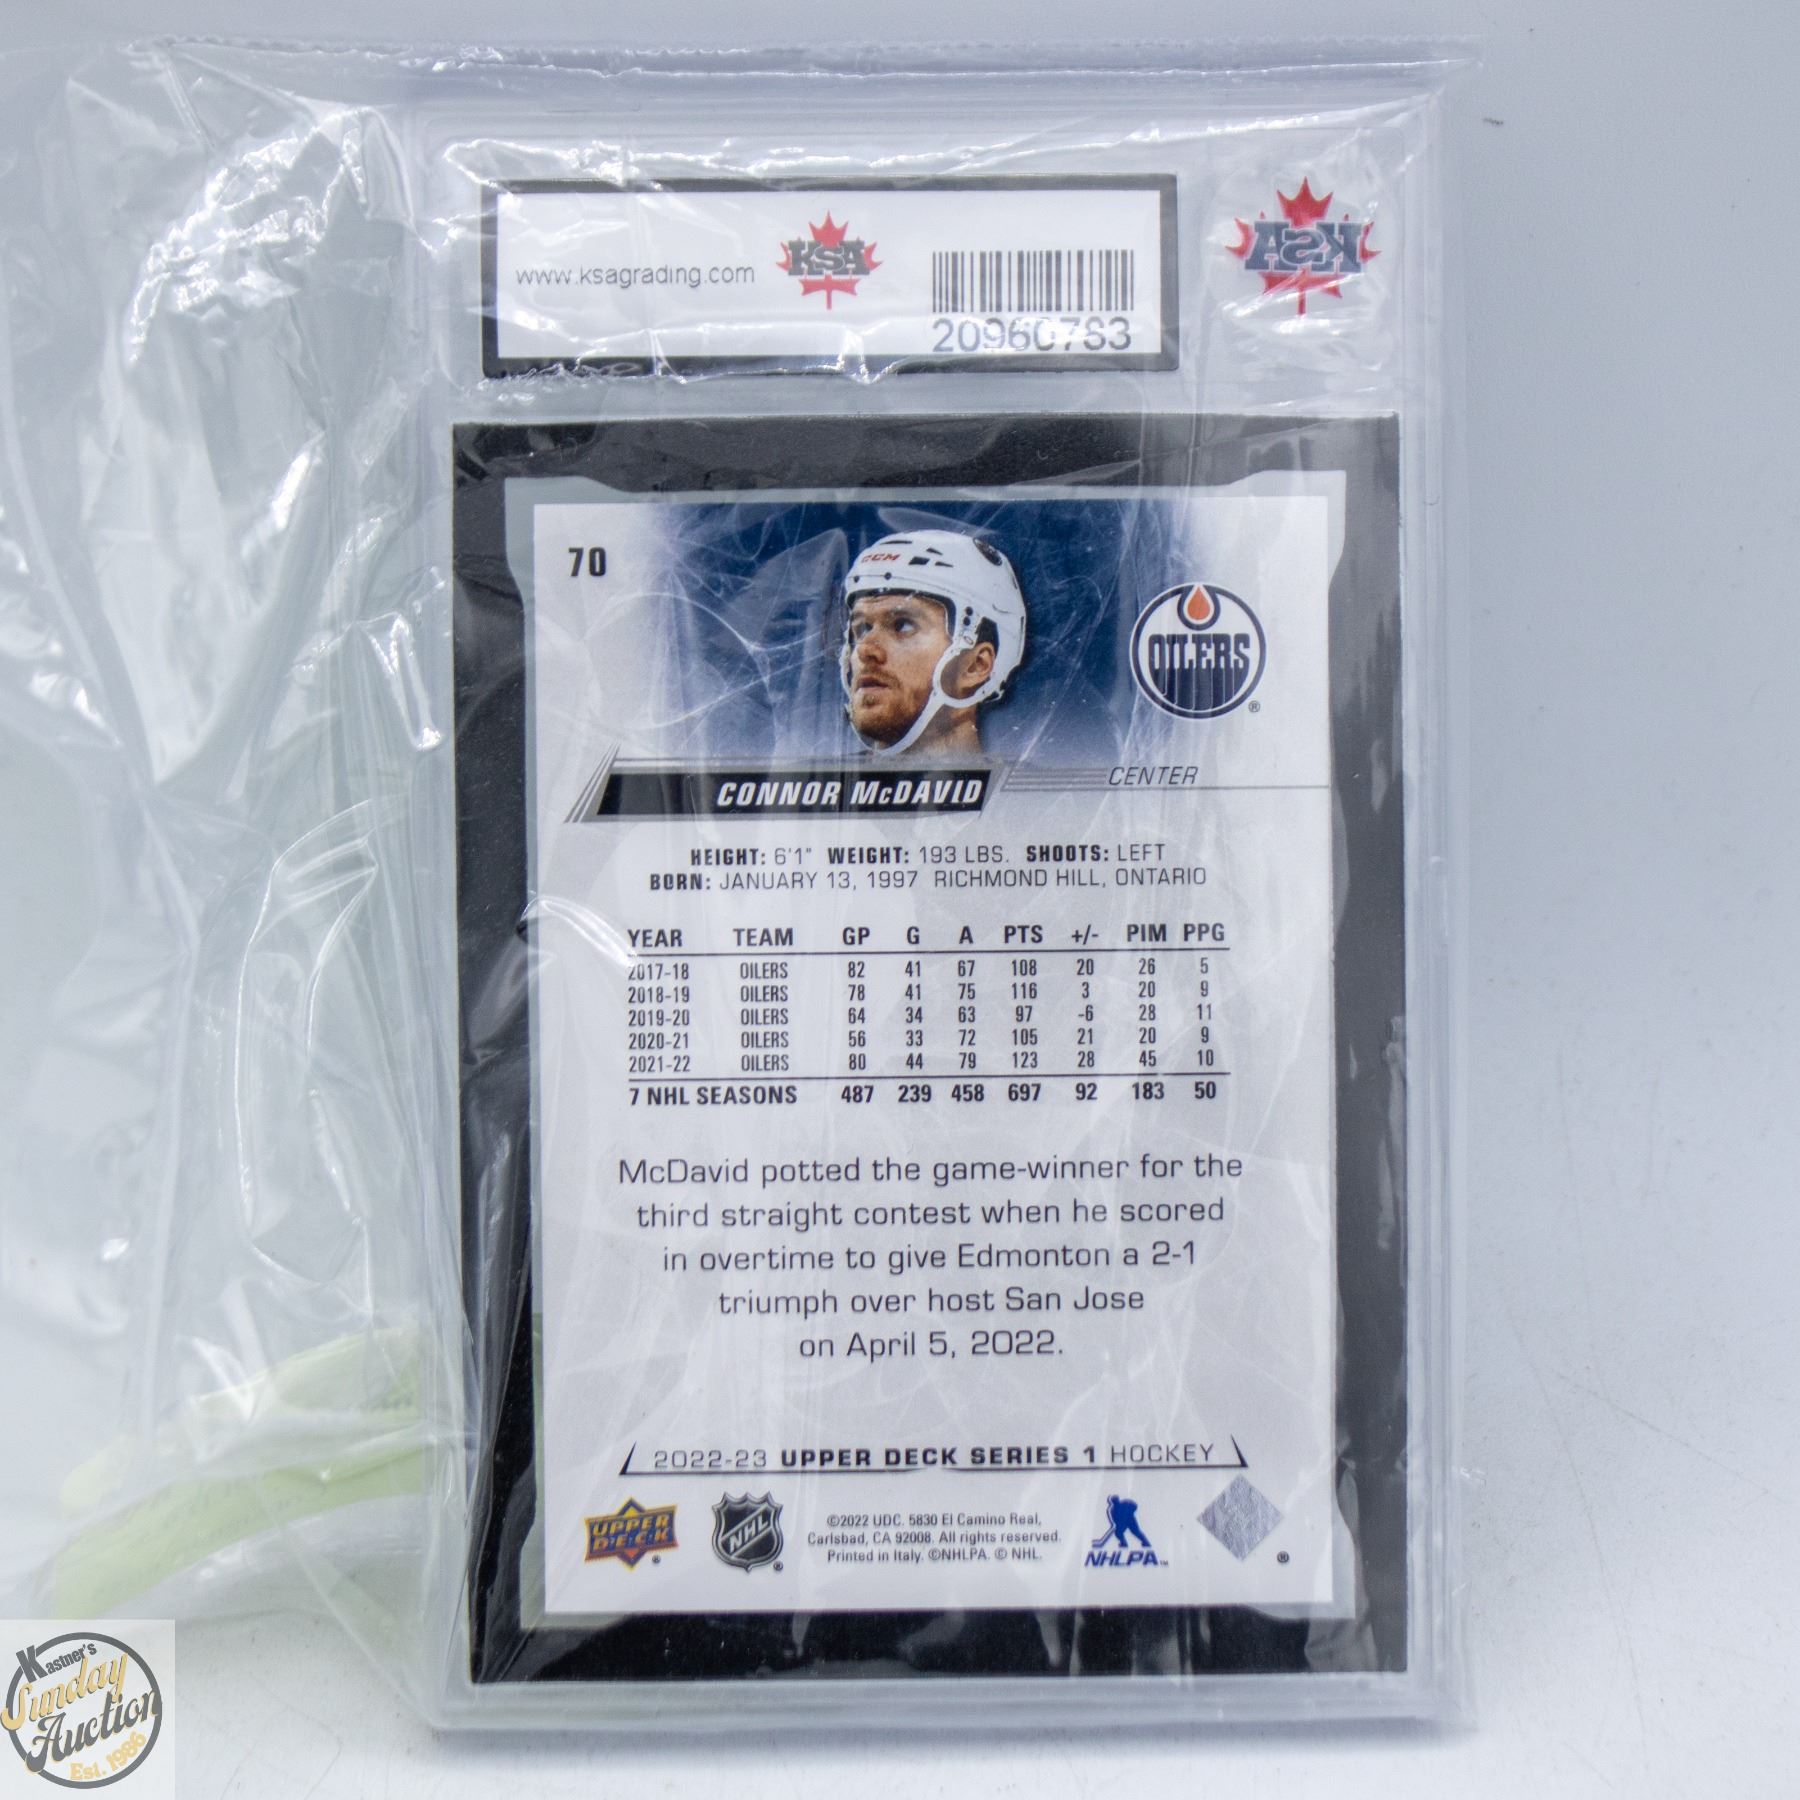 www.ksagrading.com
KSA
20960763
KSA
70
CCM
OILERS
®
CONNOR McDAVID
CENTER
HEIGHT: 6'1" WEIGHT: 193 LBS. SHOOTS: LEFT
BORN: JANUARY 13, 1997 RICHMOND HILL, ONTARIO
YEAR TEAM GP G A PTS +/- PIM PPG
2017-18 OILERS 82 41 67 108 20 26 5
2018-19 OILERS 78 41 75 116 3 20 9
2019-20 OILERS 64 34 63 97 -6 28 11
2020-21 OILERS 56 33 72 105 21 20 9
2021-22 OILERS 80 44 79 123 28 45 10
7 NHL SEASONS 487 239 458 697 92 183 50
McDavid potted the game-winner for the
third straight contest when he scored
in overtime to give Edmonton a 2-1
triumph over host San Jose
on April 5, 2022.
2022-23 UPPER DECK SERIES 1 HOCKEY
UPPER
DECK
®
NHL
®
©2022 UDC. 5830 El Camino Real,
Carlsbad, CA 92008. All rights reserved.
Printed in Italy. ©NHLPA. © NHL.
NHLPA™
®
Kastner's
Sunday
Auction
Est. 1986